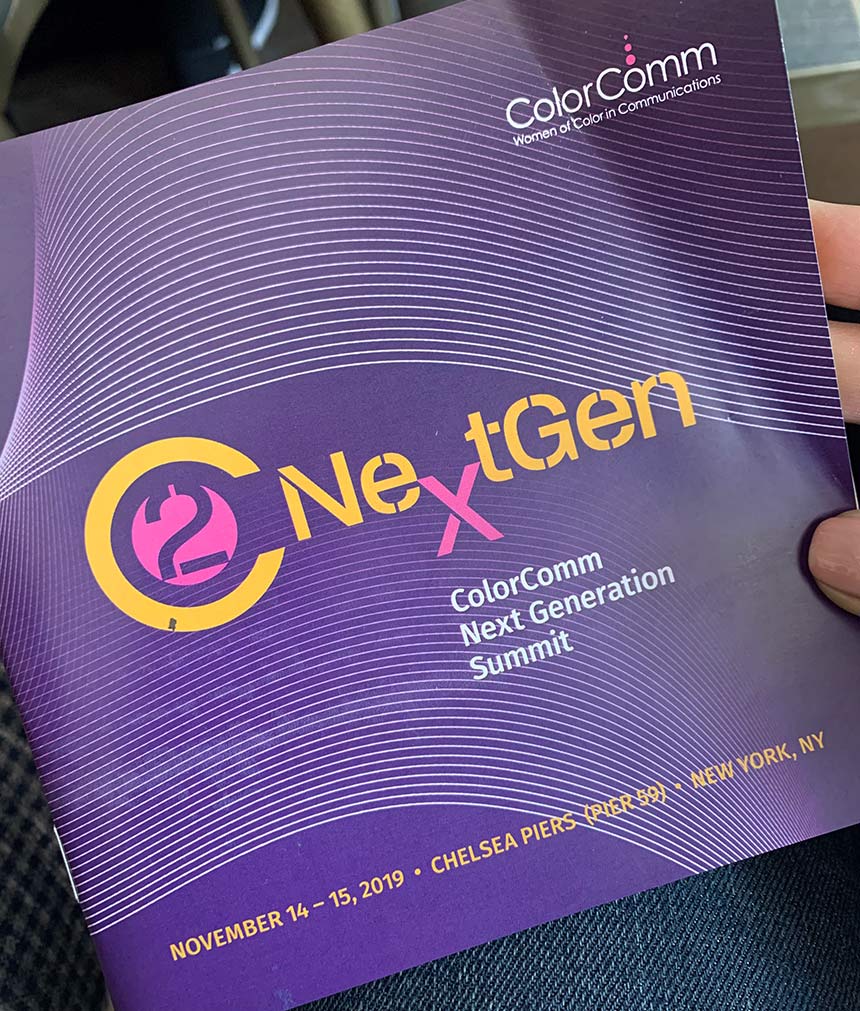 ColorComm
Women of Color in Communications
C2 NextGen
ColorComm
Next Generation
Summit
NOVEMBER 14 – 15, 2019 • CHELSEA PIERS (PIER 59) • NEW YORK, NY